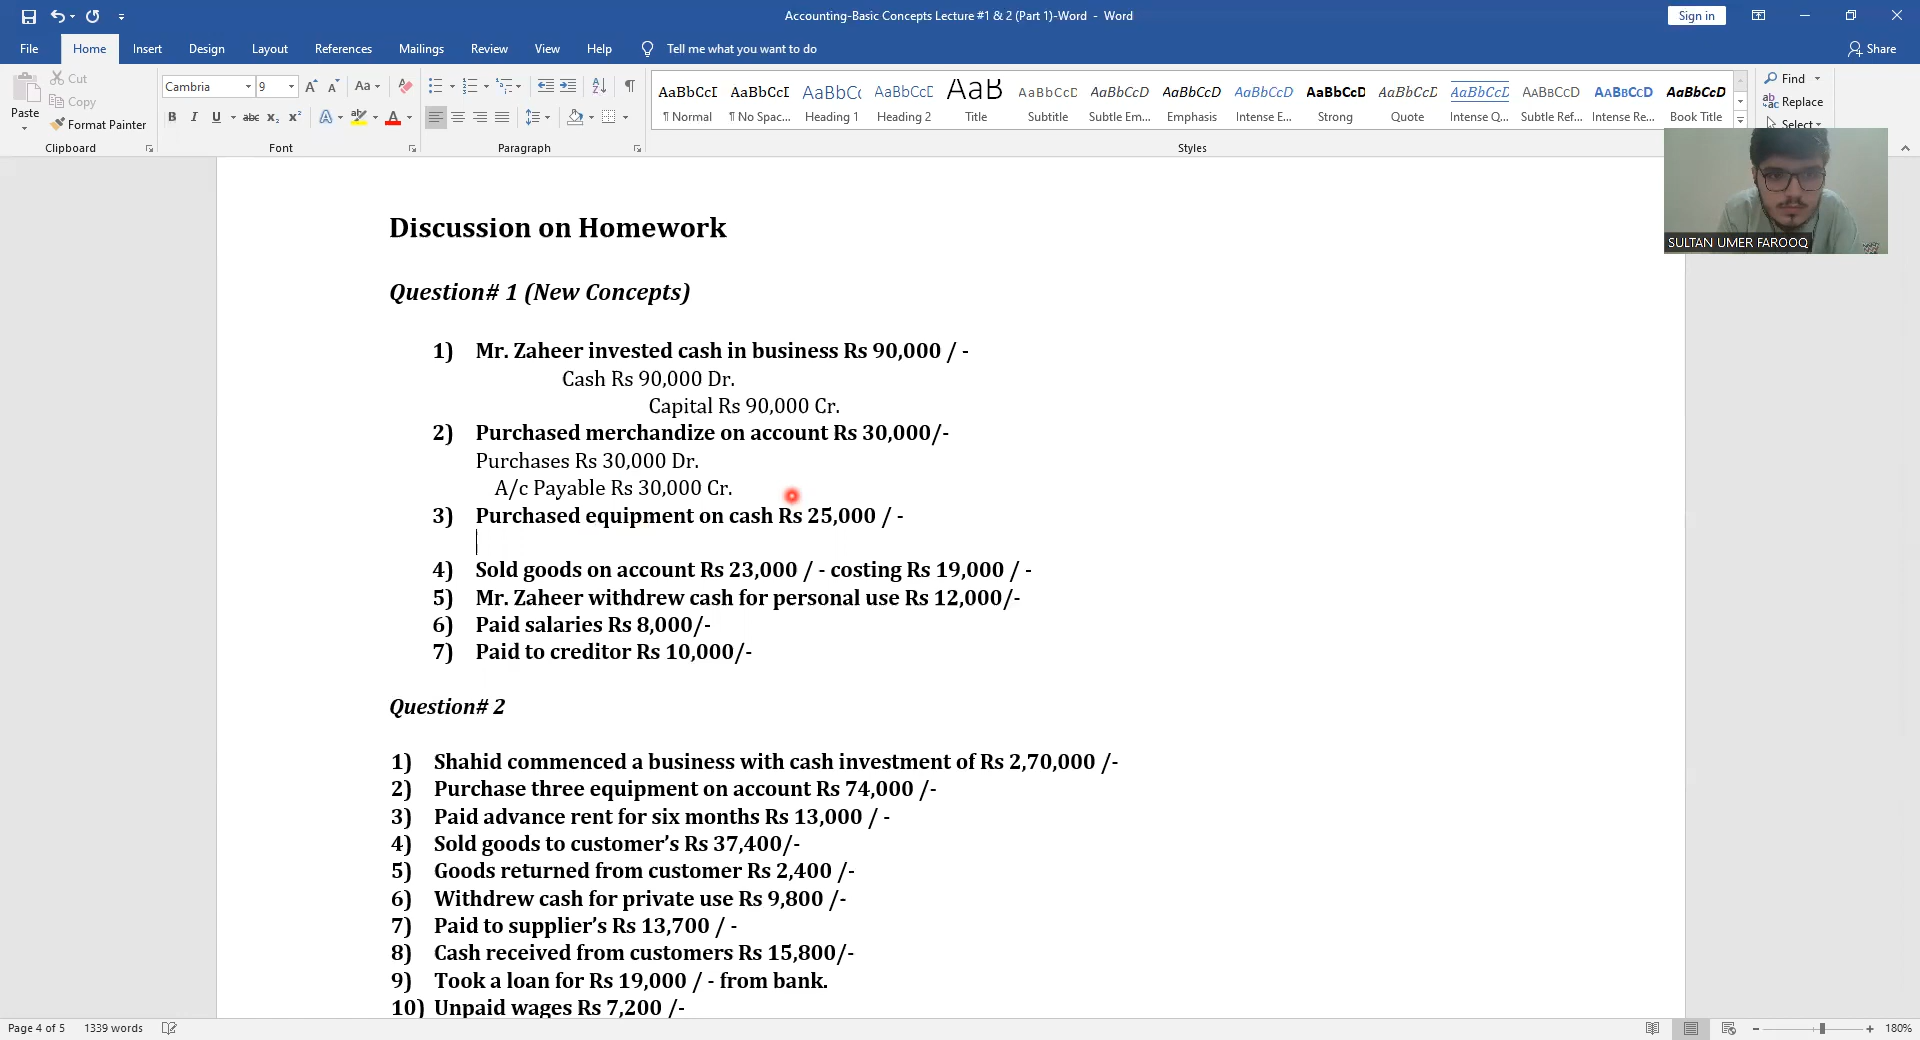 Accounting-Basic Concepts Lecture #1 & 2 (Part 1)-Word - Word
Sign in
File Home Insert Design Layout References Mailings Review View Help Tell me what you want to do Share
Paste Cut Copy Format Painter
Clipboard
Cambria 9
Font
Paragraph
AaBbCcI AaBbCcI AaBbCc AaBbCcE AaB AaBbCcD AaBbCcD AaBbCcD AaBbCcD AaBbCcD AaBbCcD AaBbCcD AaBbCcD AaBbCcD AaBbCcD
¶ Normal ¶ No Spac... Heading 1 Heading 2 Title Subtitle Subtle Em... Emphasis Intense E... Strong Quote Intense Q... Subtle Ref... Intense Re... Book Title
Styles
Find
Replace
Select
SULTAN UMER FAROOQ
Discussion on Homework
Question# 1 (New Concepts)
1) Mr. Zaheer invested cash in business Rs 90,000 / -
Cash Rs 90,000 Dr.
Capital Rs 90,000 Cr.
2) Purchased merchandize on account Rs 30,000/-
Purchases Rs 30,000 Dr.
A/c Payable Rs 30,000 Cr.
3) Purchased equipment on cash Rs 25,000 / -
4) Sold goods on account Rs 23,000 / - costing Rs 19,000 / -
5) Mr. Zaheer withdrew cash for personal use Rs 12,000/-
6) Paid salaries Rs 8,000/-
7) Paid to creditor Rs 10,000/-
Question# 2
1) Shahid commenced a business with cash investment of Rs 2,70,000 /-
2) Purchase three equipment on account Rs 74,000 /-
3) Paid advance rent for six months Rs 13,000 / -
4) Sold goods to customer’s Rs 37,400/-
5) Goods returned from customer Rs 2,400 /-
6) Withdrew cash for private use Rs 9,800 /-
7) Paid to supplier’s Rs 13,700 / -
8) Cash received from customers Rs 15,800/-
9) Took a loan for Rs 19,000 / - from bank.
10) Unpaid wages Rs 7,200 /-
Page 4 of 5 1339 words 180%